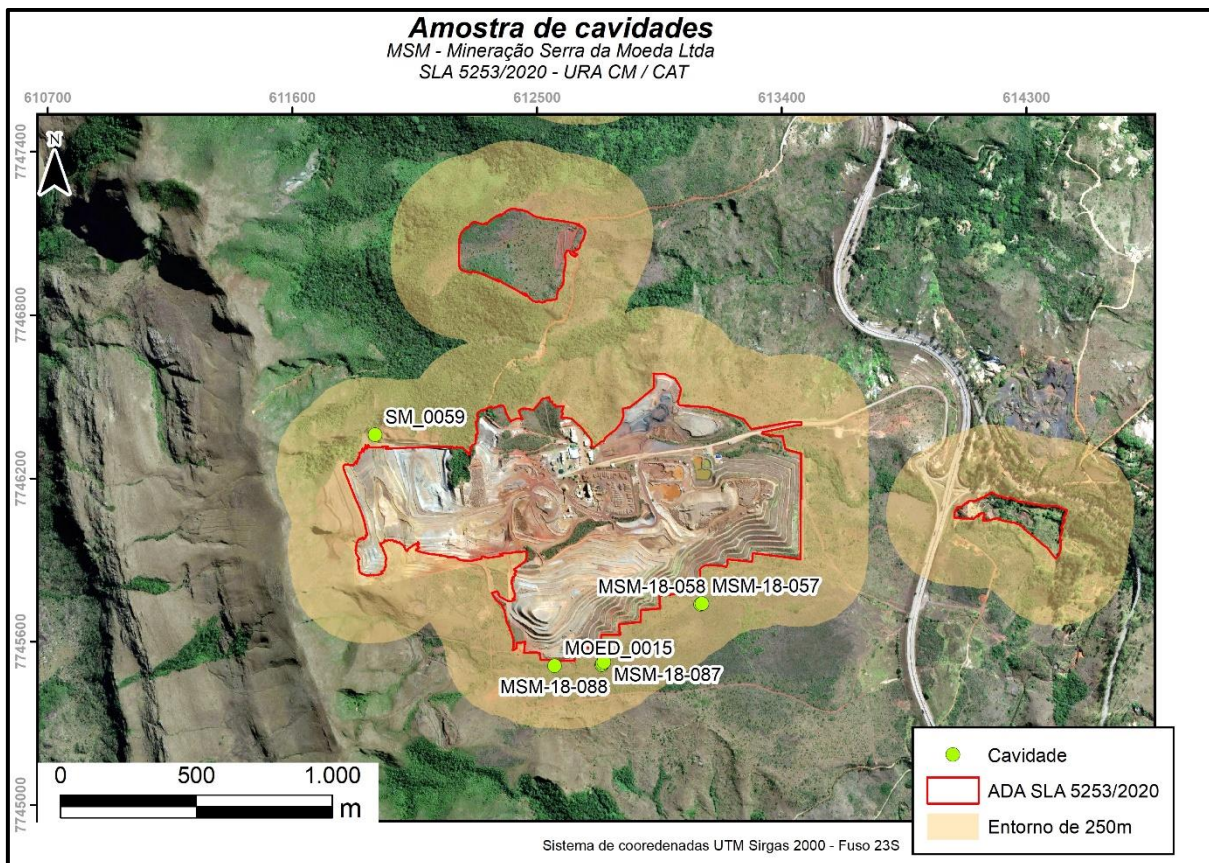 Amostra de cavidades
MSM - Mineração Serra da Moeda Ltda
SLA 5253/2020 - URA CM / CAT
610700 611600 612500 613400 614300
7747400
N
7746800
SM_0059
7746200
MSM-18-058 MSM-18-057
7745600
MOED_0015
MSM-18-087
MSM-18-088
7745000
0 500 1.000
m
Cavidade
ADA SLA 5253/2020
Entorno de 250m
Sistema de cooredenadas UTM Sirgas 2000 - Fuso 23S